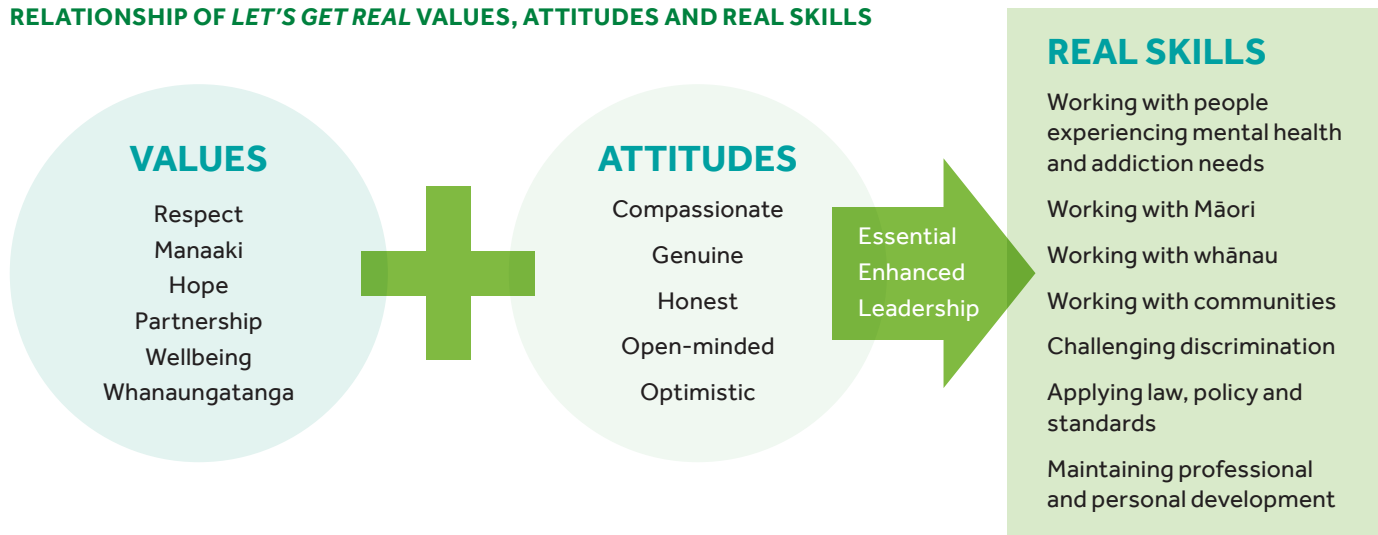 RELATIONSHIP OF LET'S GET REAL VALUES, ATTITUDES AND REAL SKILLS
VALUES
Respect
Manaaki
Hope
Partnership
Wellbeing
Whanaungatanga
ATTITUDES
Compassionate
Genuine
Honest
Open-minded
Optimistic
Essential
Enhanced
Leadership
REAL SKILLS
Working with people
experiencing mental health
and addiction needs
Working with Māori
Working with whānau
Working with communities
Challenging discrimination
Applying law, policy and
standards
Maintaining professional
and personal development